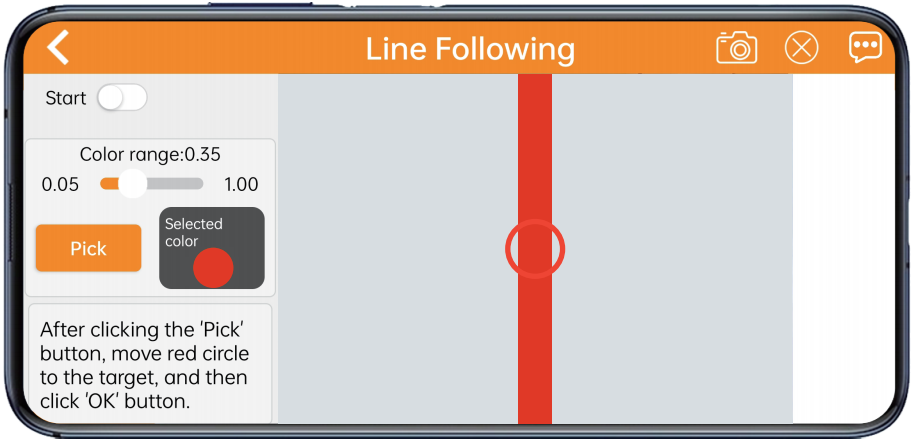 Line Following
Start
Color range:0.35
0.05
1.00
Pick
Selected
color
After clicking the 'Pick'
button, move red circle
to the target, and then
click 'OK' button.